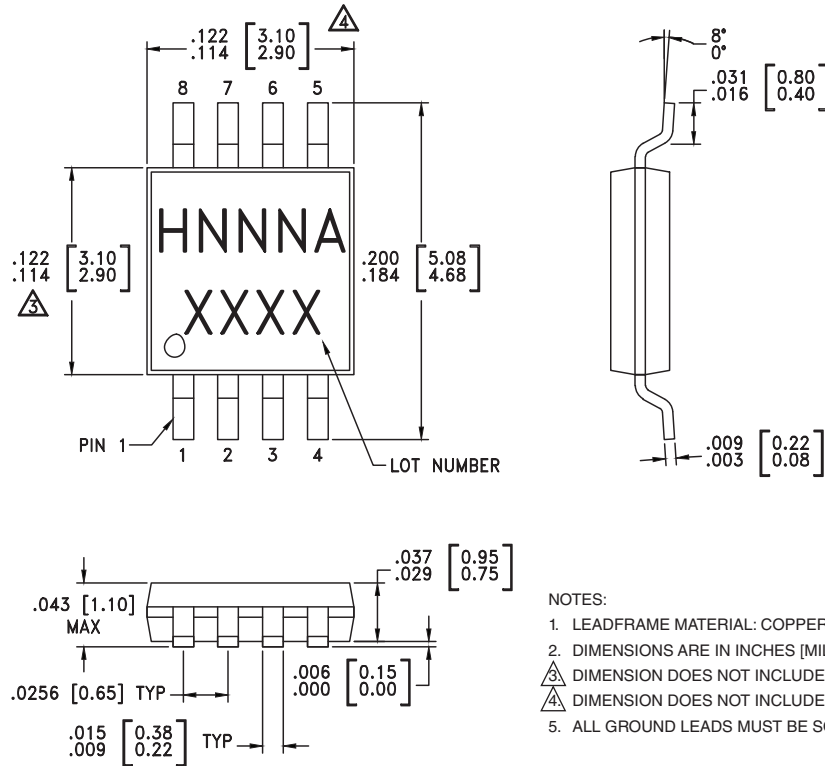 .122 [3.10]
.114 [2.90]
4
8 7 6 5
HNNNA
XXXX
.122 [3.10]
.114 [2.90]
3
.200 [5.08]
.184 [4.68]
PIN 1
1 2 3 4
LOT NUMBER
8°
0°
.031 [0.80]
.016 [0.40]
.009 [0.22]
.003 [0.08]
.043 [1.10]
MAX
.037 [0.95]
.029 [0.75]
.0256 [0.65] TYP
.006 [0.15]
.000 [0.00]
.015 [0.38]
.009 [0.22]
TYP
NOTES:
1. LEADFRAME MATERIAL: COPPER
2. DIMENSIONS ARE IN INCHES [MIL
3. DIMENSION DOES NOT INCLUDE
4. DIMENSION DOES NOT INCLUDE
5. ALL GROUND LEADS MUST BE SO